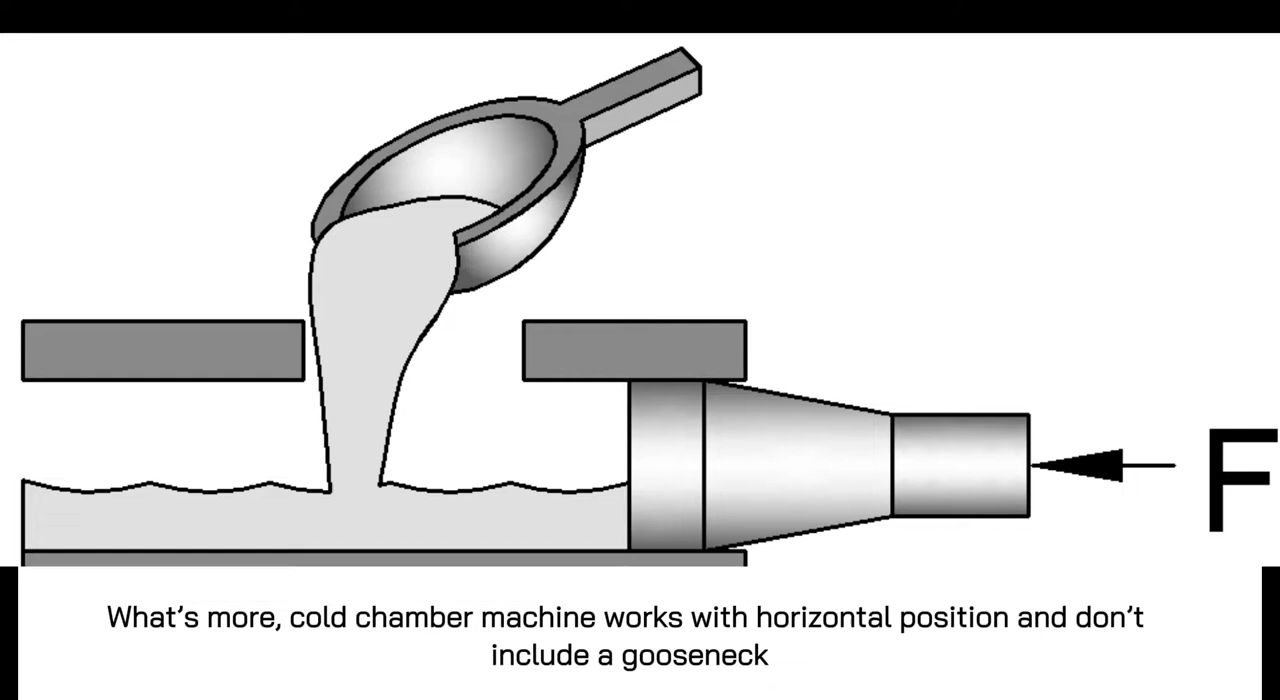 F
What's more, cold chamber machine works with horizontal position and don't
include a gooseneck